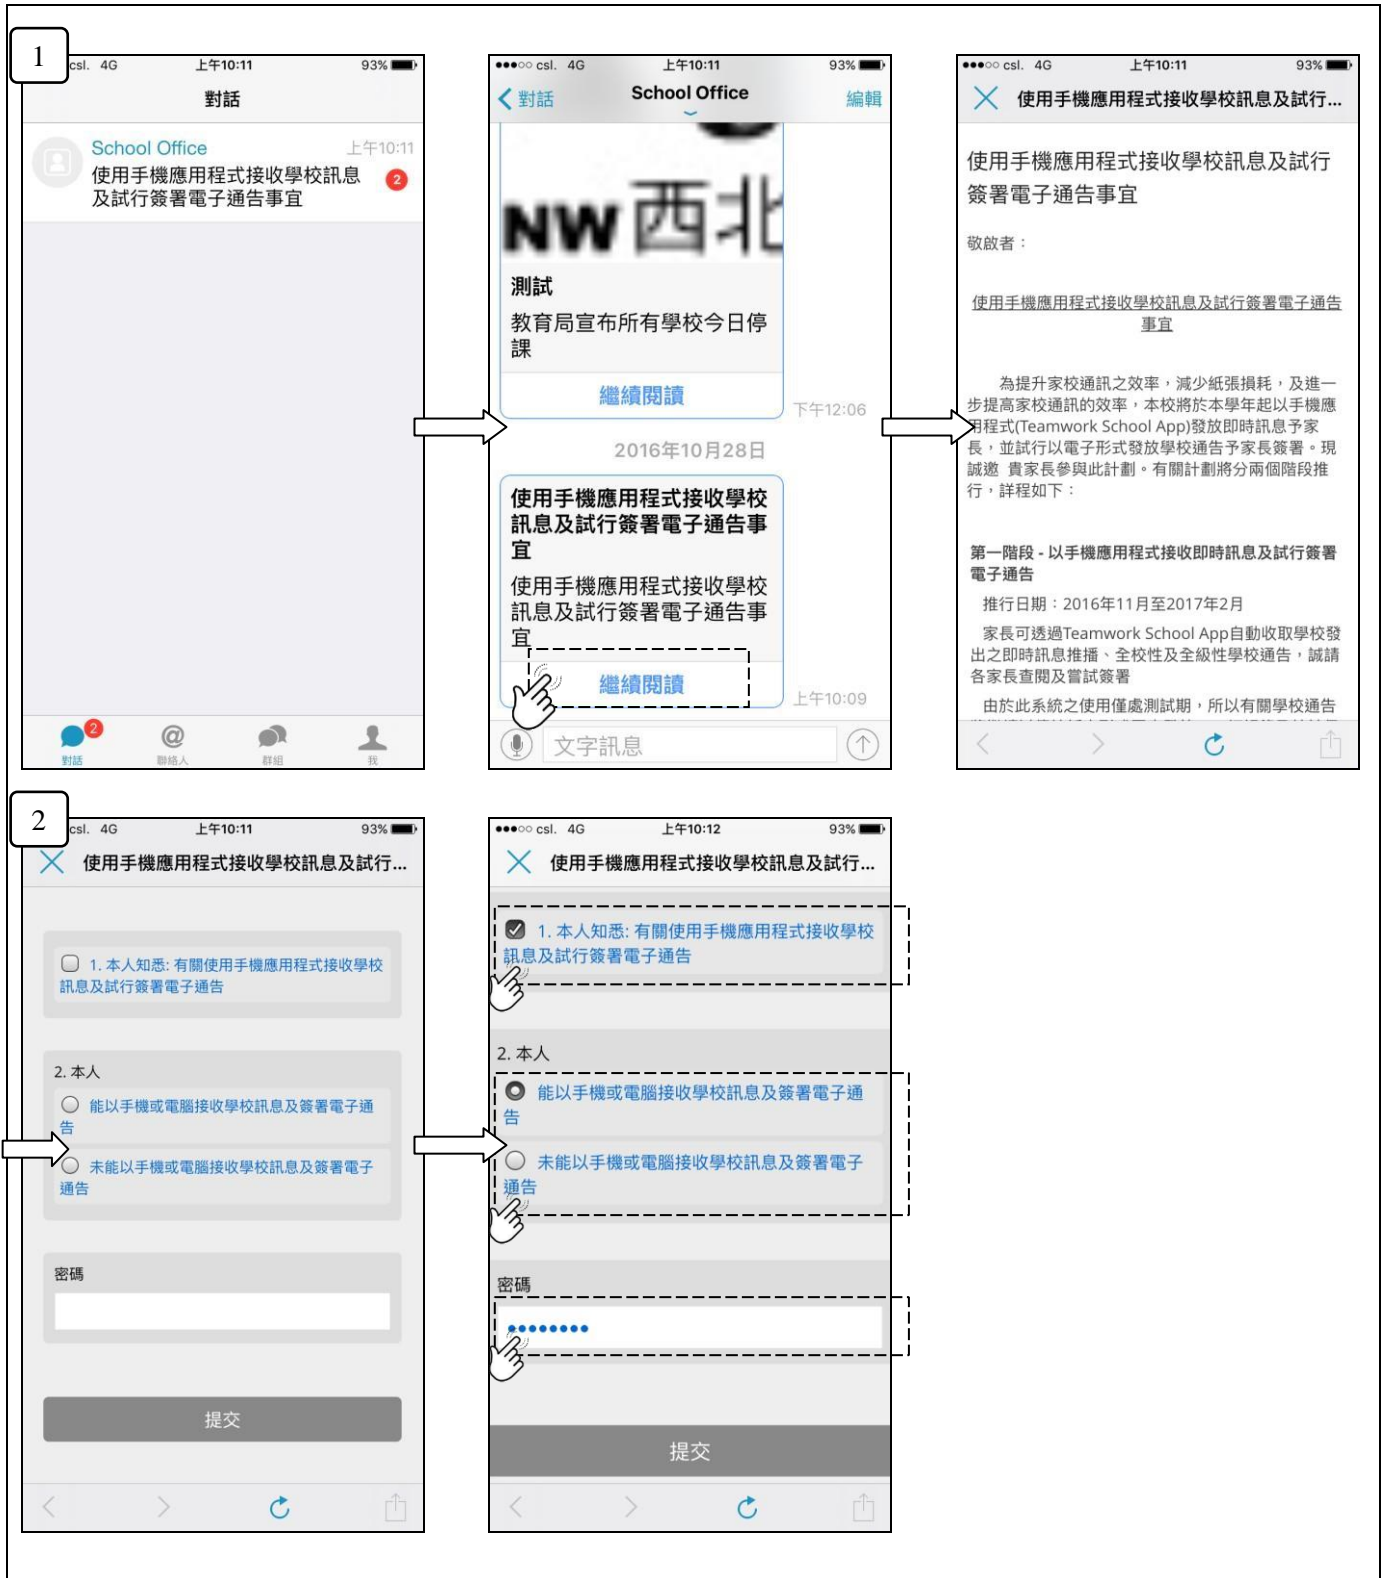 1
csl. 4G 上午10:11 93%
對話
School Office 上午10:11
使用手機應用程式接收學校訊息
及試行簽署電子通告事宜
2
2
對話 聯絡人 群組 我
csl. 4G 上午10:11 93%
對話 School Office 編輯
NW 西北
測試
教育局宣布所有學校今日停
課
繼續閱讀
下午12:06
2016年10月28日
使用手機應用程式接收學校
訊息及試行簽署電子通告事
宜
使用手機應用程式接收學校
訊息及試行簽署電子通告事
宜
繼續閱讀
上午10:09
文字訊息
csl. 4G 上午10:11 93%
使用手機應用程式接收學校訊息及試行...
使用手機應用程式接收學校訊息及試行
簽署電子通告事宜
敬啟者：
使用手機應用程式接收學校訊息及試行簽署電子通告
事宜
為提升家校通訊之效率，減少紙張損耗，及進一
步提高家校通訊的效率，本校將於本學年起以手機應
用程式(Teamwork School App)發放即時訊息予家
長，並試行以電子形式發放學校通告予家長簽署。現
誠邀 貴家長參與此計劃。有關計劃將分兩個階段推
行，詳程如下：
第一階段 - 以手機應用程式接收即時訊息及試行簽署
電子通告
推行日期：2016年11月至2017年2月
家長可透過Teamwork School App自動收取學校發
出之即時訊息推播、全校性及全級性學校通告，誠請
各家長查閱及嘗試簽署
由於此系統之使用僅處測試期，所以有關學校通告
2
csl. 4G 上午10:11 93%
使用手機應用程式接收學校訊息及試行...
1. 本人知悉: 有關使用手機應用程式接收學校
訊息及試行簽署電子通告
2. 本人
能以手機或電腦接收學校訊息及簽署電子通
告
未能以手機或電腦接收學校訊息及簽署電子
通告
密碼
提交
csl. 4G 上午10:12 93%
使用手機應用程式接收學校訊息及試行...
1. 本人知悉: 有關使用手機應用程式接收學校
訊息及試行簽署電子通告
2. 本人
能以手機或電腦接收學校訊息及簽署電子通
告
未能以手機或電腦接收學校訊息及簽署電子
通告
密碼
提交